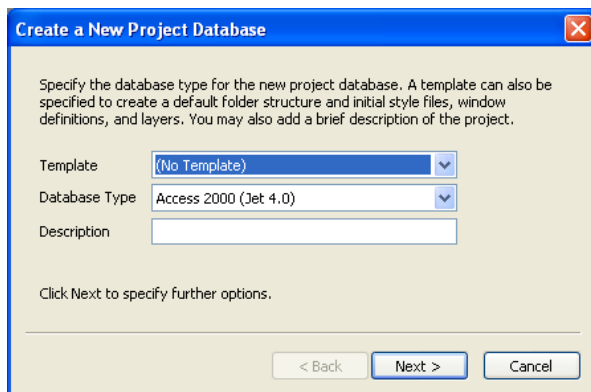 Create a New Project Database
Specify the database type for the new project database. A template can also be
specified to create a default folder structure and initial style files, window
definitions, and layers. You may also add a brief description of the project.
Template (No Template)
Database Type Access 2000 (Jet 4.0)
Description
Click Next to specify further options.
< Back Next > Cancel